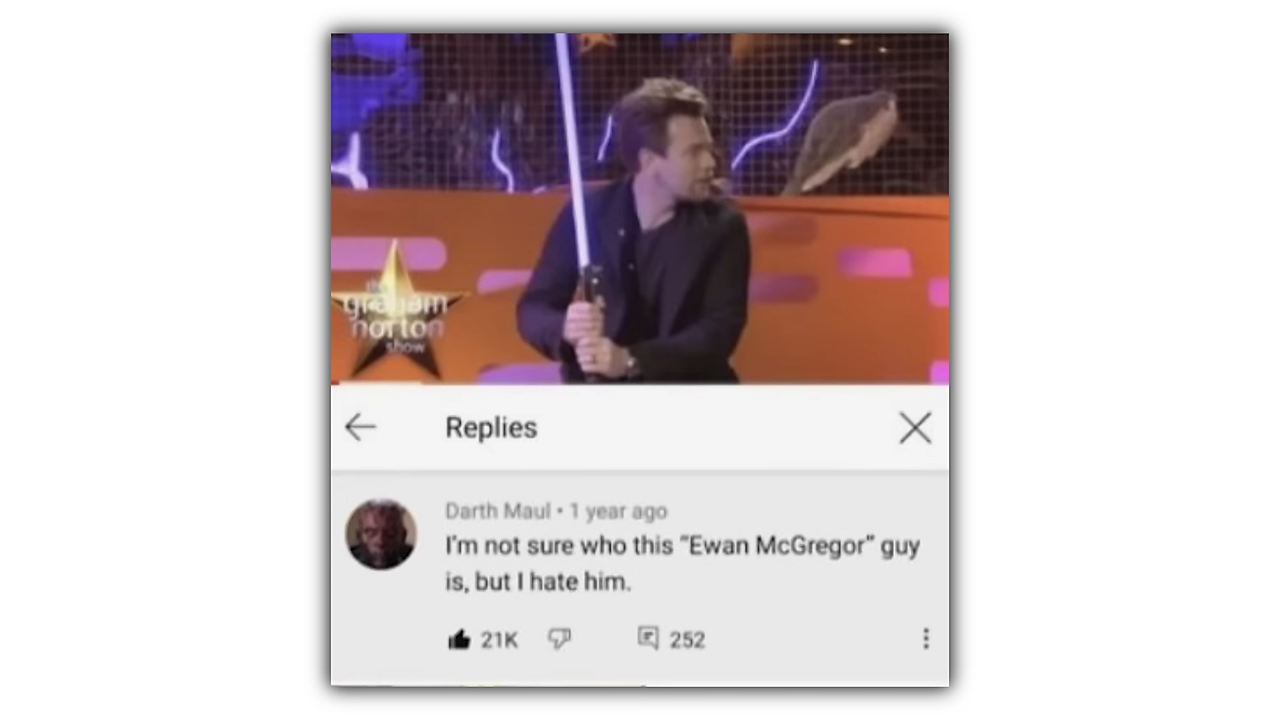 the
graham
norton
show
Replies
Darth Maul • 1 year ago
I'm not sure who this “Ewan McGregor” guy
is, but I hate him.
21K
252